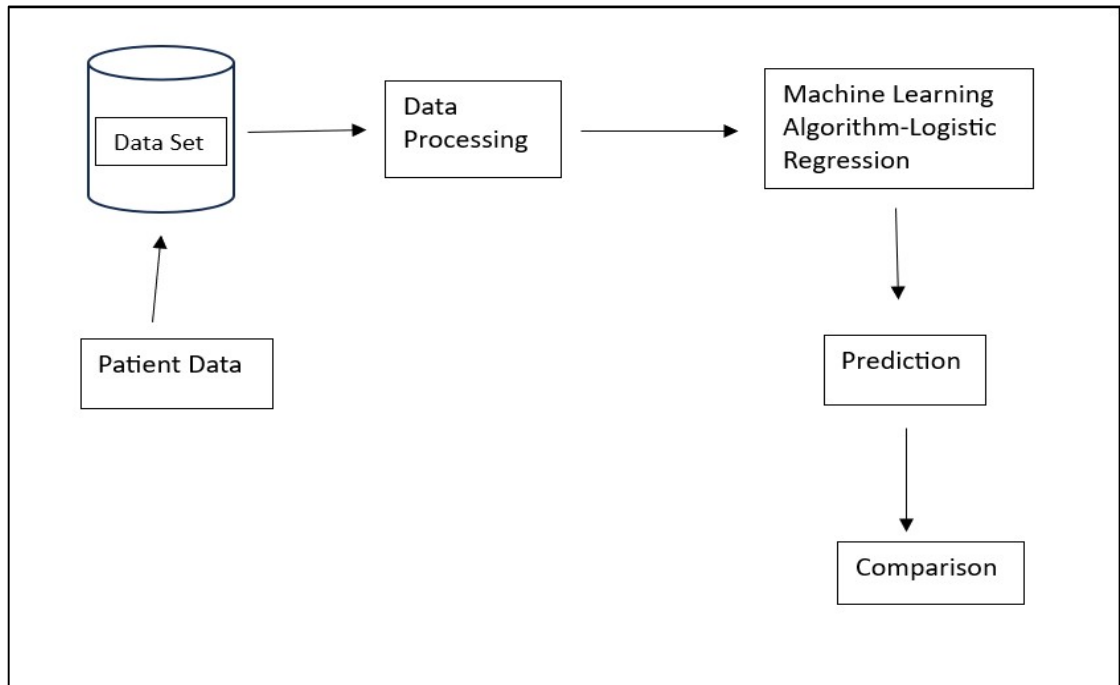 Data Set
Data
Processing
Machine Learning
Algorithm-Logistic
Regression
Patient Data
Prediction
Comparison